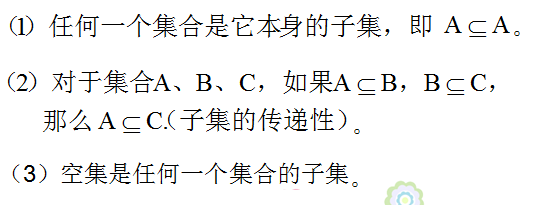 (1) 任何一个集合是它本身的子集，即 A⊆A。
(2) 对于集合A、B、C，如果A⊆B，B⊆C，
那么A⊆C.(子集的传递性)。
(3) 空集是任何一个集合的子集。